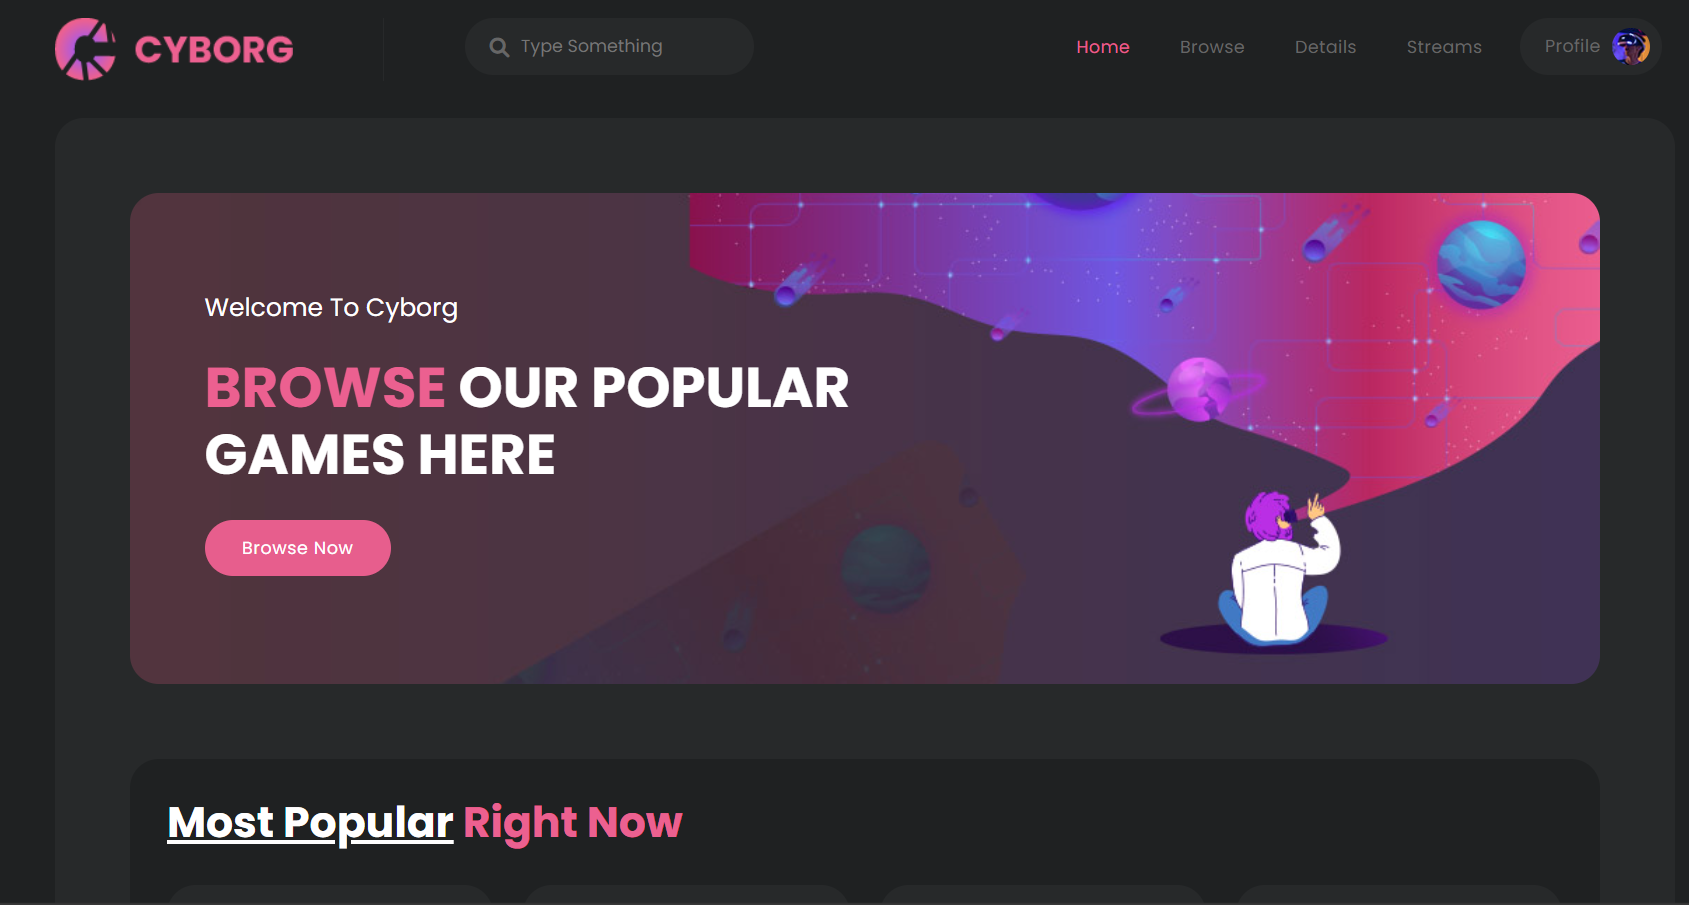 CYBORG
Type Something
Home
Browse
Details
Streams
Profile
Welcome To Cyborg
BROWSE OUR POPULAR
GAMES HERE
Browse Now
Most Popular Right Now